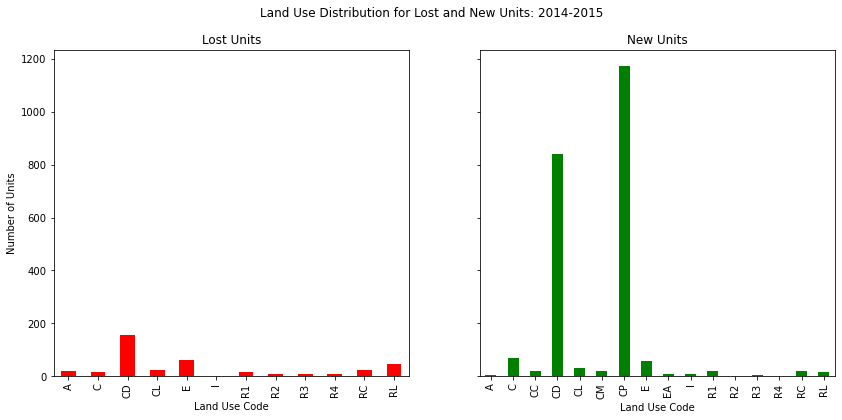 Land Use Distribution for Lost and New Units: 2014-2015
Lost Units
New Units
Number of Units
1200
1000
800
600
400
200
0
A C CD CL E I R1 R2 R3 R4 RC RL
A C CC CD CL CM CP E EA I R1 R2 R3 R4 RC RL
Land Use Code
Land Use Code